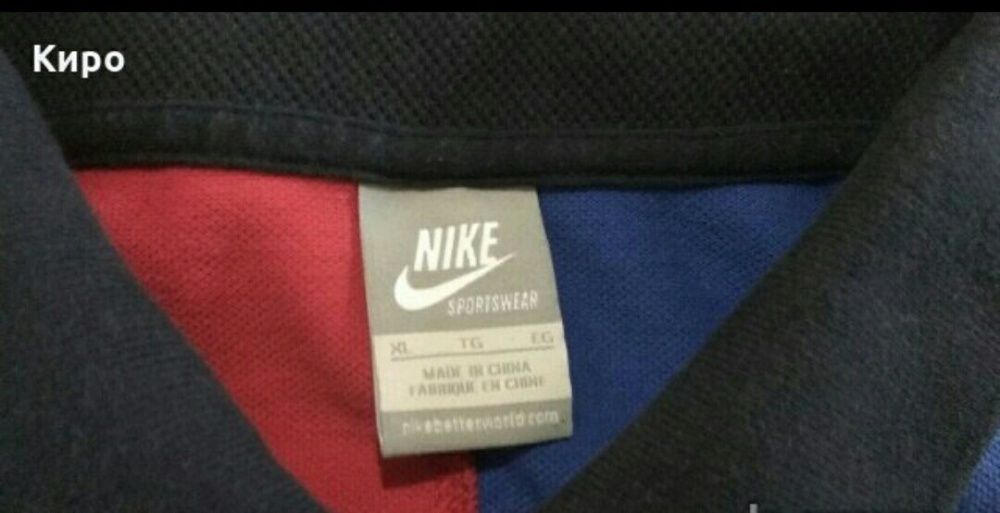 Киро
NIKE
SPORTSWEAR
XL TG EG
MADE IN CHINA
FABRIQUE EN CHINE
nikebetterworld.com